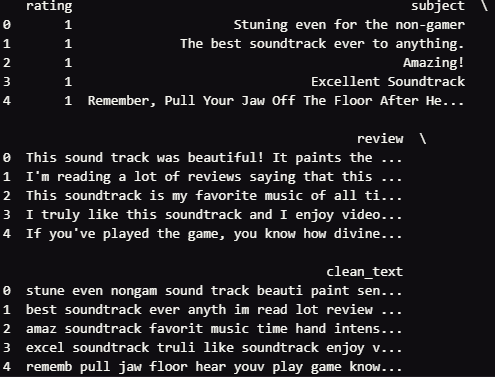 rating subject \
0 1 Stuning even for the non-gamer
1 1 The best soundtrack ever to anything.
2 1 Amazing!
3 1 Excellent Soundtrack
4 1 Remember, Pull Your Jaw Off The Floor After He...
review \
0 This sound track was beautiful! It paints the ...
1 I'm reading a lot of reviews saying that this ...
2 This soundtrack is my favorite music of all ti...
3 I truly like this soundtrack and I enjoy video...
4 If you've played the game, you know how divine...
clean_text
0 stune even nongam sound track beauti paint sen...
1 best soundtrack ever anyth im read lot review ...
2 amaz soundtrack favorit music time hand intens...
3 excel soundtrack truli like soundtrack enjoy v...
4 rememb pull jaw floor hear youv play game know...